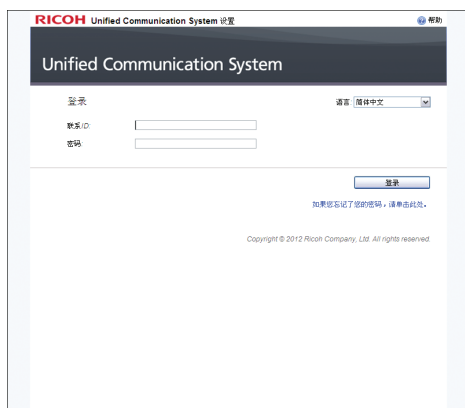 RICOH Unified Communication System 设置 帮助
Unified Communication System
登录 语言: 简体中文
联系ID:
密码:
登录
如果您忘记了您的密码，请单击此处。
Copyright © 2012 Ricoh Company, Ltd. All rights reserved.